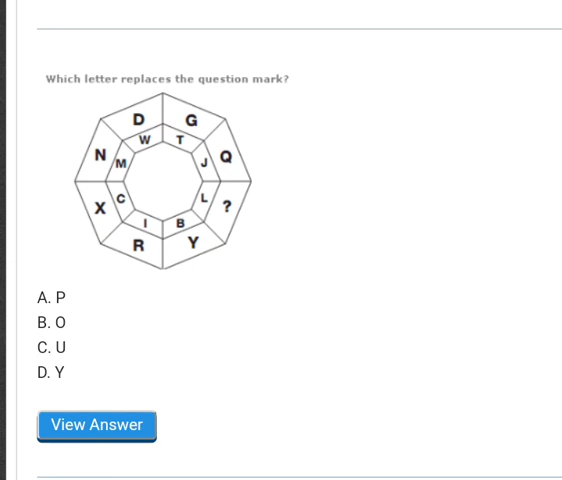 Which letter replaces the question mark?
D G
W T
N M J Q
X C L ?
I B
R Y
A. P
B. O
C. U
D. Y
View Answer